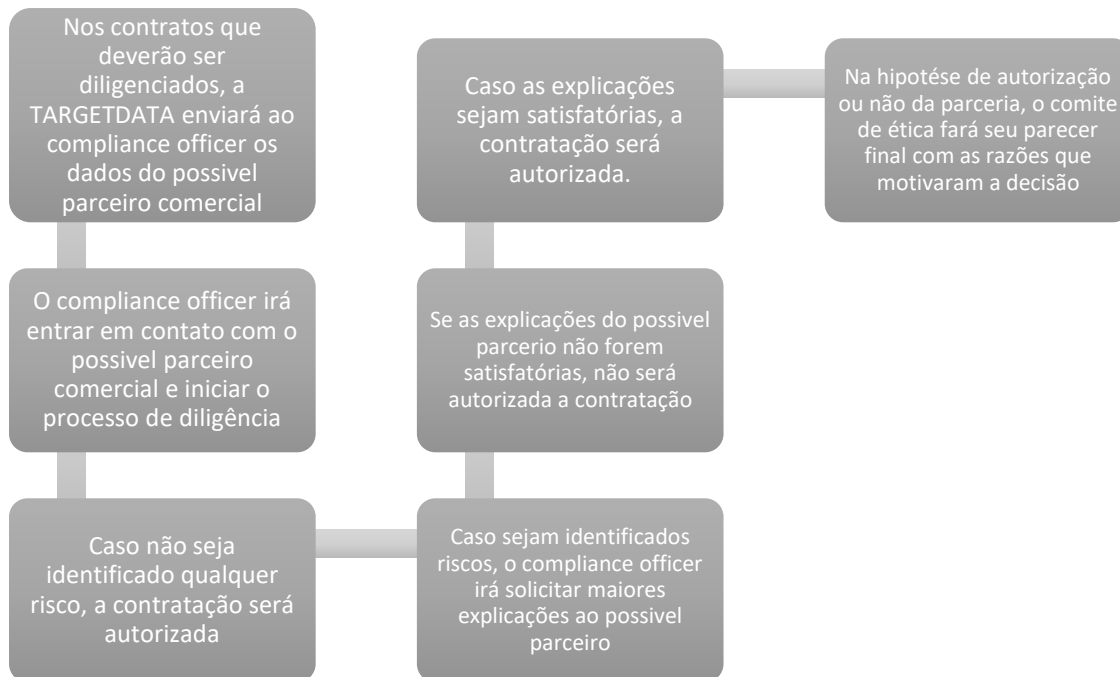 Nos contratos que
deverão ser
diligenciados, a
TARGETDATA enviará ao
compliance officer os
dados do possivel
parceiro comercial
O compliance officer irá
entrar em contato com o
possivel parceiro
comercial e iniciar o
processo de diligência
Caso não seja
identificado qualquer
risco, a contratação será
autorizada
Caso sejam identificados
riscos, o compliance officer
irá solicitar maiores
explicações ao possivel
parceiro
Se as explicações do possivel
parcerio não forem
satisfatórias, não será
autorizada a contratação
Caso as explicações
sejam satisfatórias, a
contratação será
autorizada.
Na hipotése de autorização
ou não da parceria, o comite
de ética fará seu parecer
final com as razões que
motivaram a decisão